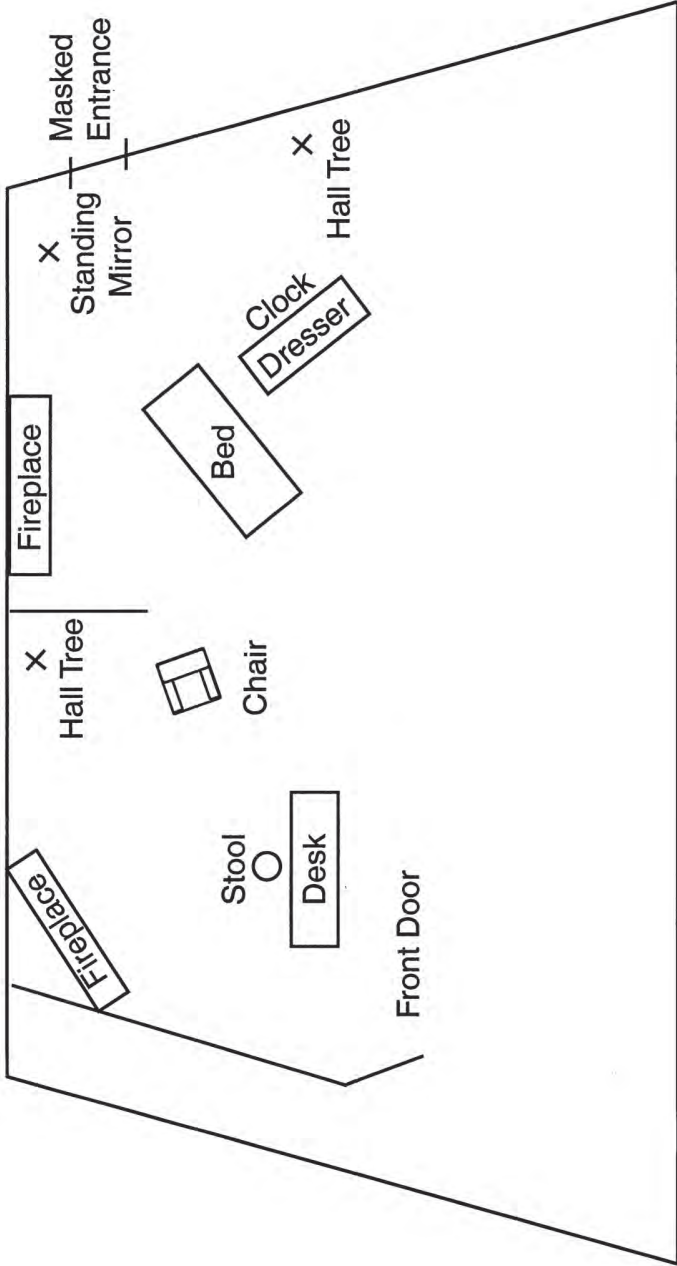 Masked
Entrance
Standing
Mirror
Hall Tree
Fireplace
Clock
Dresser
Bed
Hall Tree
Chair
Fireplace
Stool
Desk
Front Door